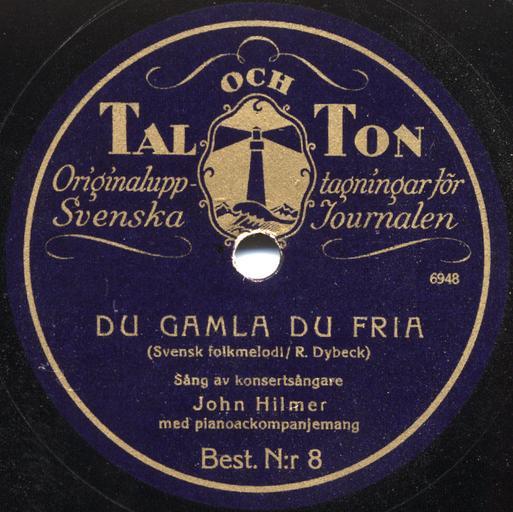 TAL OCH TON
Originalupp- tagningar för
Svenska Journalen
6948
DU GAMLA DU FRIA
(Svensk folkmelodi/ R. Dybeck)
Sång av konsertsångare
John Hilmer
med pianoackompanjemang
Best. N:r 8